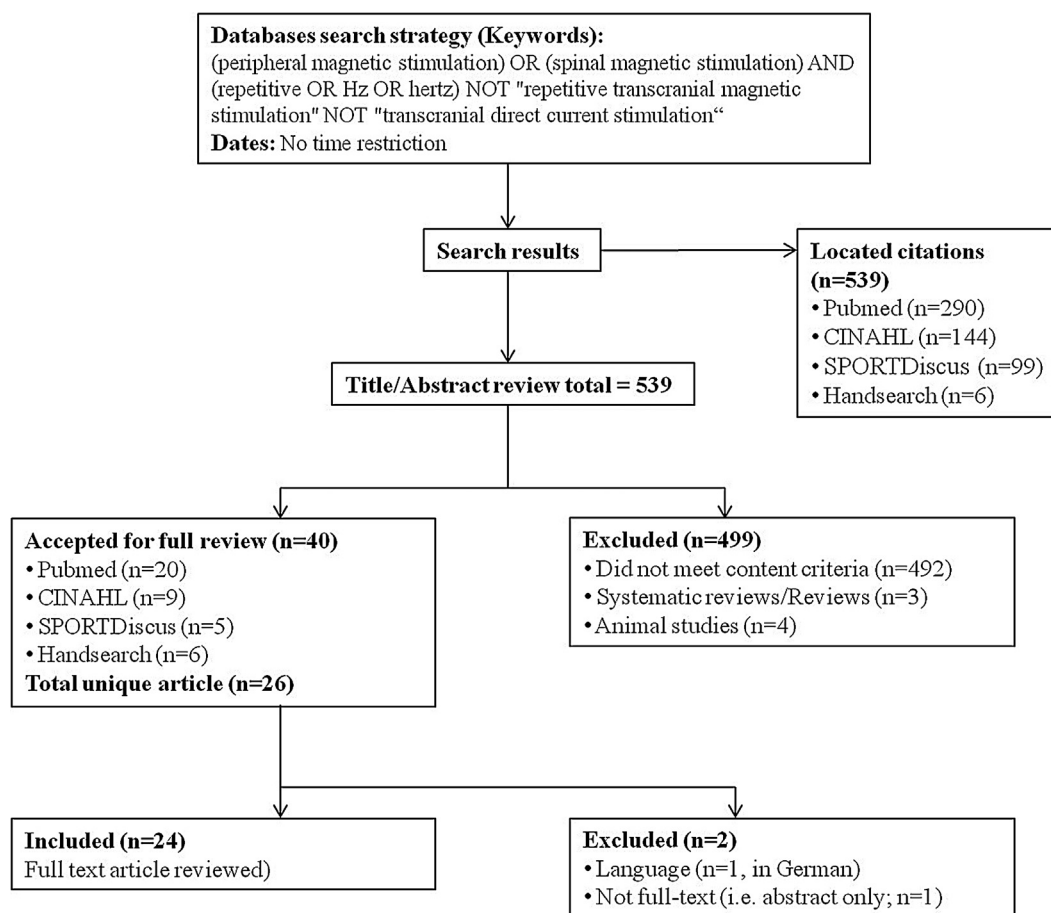 Databases search strategy (Keywords):
(peripheral magnetic stimulation) OR (spinal magnetic stimulation) AND
(repetitive OR Hz OR hertz) NOT "repetitive transcranial magnetic
stimulation" NOT "transcranial direct current stimulation“
Dates: No time restriction
Search results
Located citations
(n=539)
• Pubmed (n=290)
• CINAHL (n=144)
• SPORTDiscus (n=99)
• Handsearch (n=6)
Title/Abstract review total = 539
Accepted for full review (n=40)
• Pubmed (n=20)
• CINAHL (n=9)
• SPORTDiscus (n=5)
• Handsearch (n=6)
Total unique article (n=26)
Excluded (n=499)
• Did not meet content criteria (n=492)
• Systematic reviews/Reviews (n=3)
• Animal studies (n=4)
Included (n=24)
Full text article reviewed)
Excluded (n=2)
• Language (n=1, in German)
• Not full-text (i.e. abstract only; n=1)